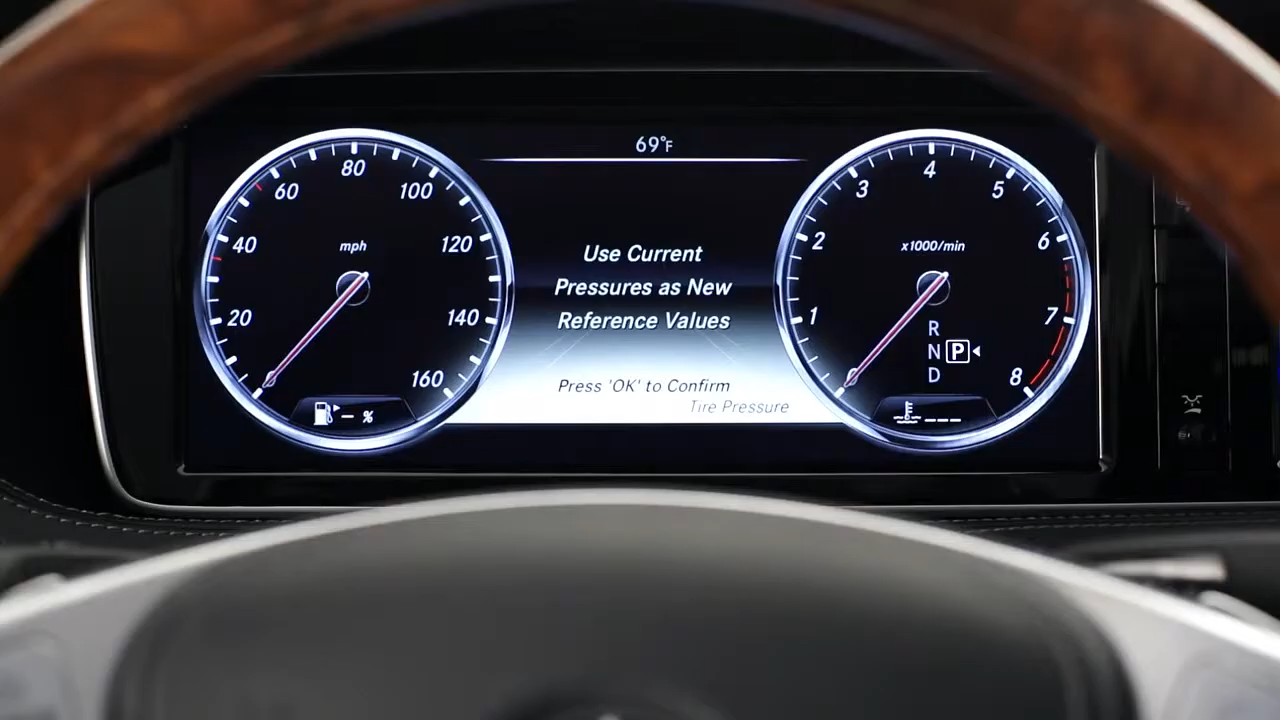 69°F
80
60
100
40
mph
120
20
140
160
– %
Use Current
Pressures as New
Reference Values
Press 'OK' to Confirm
Tire Pressure
4
3
5
2
x1000/min
6
1
7
R
N P
D
8
_ _ _